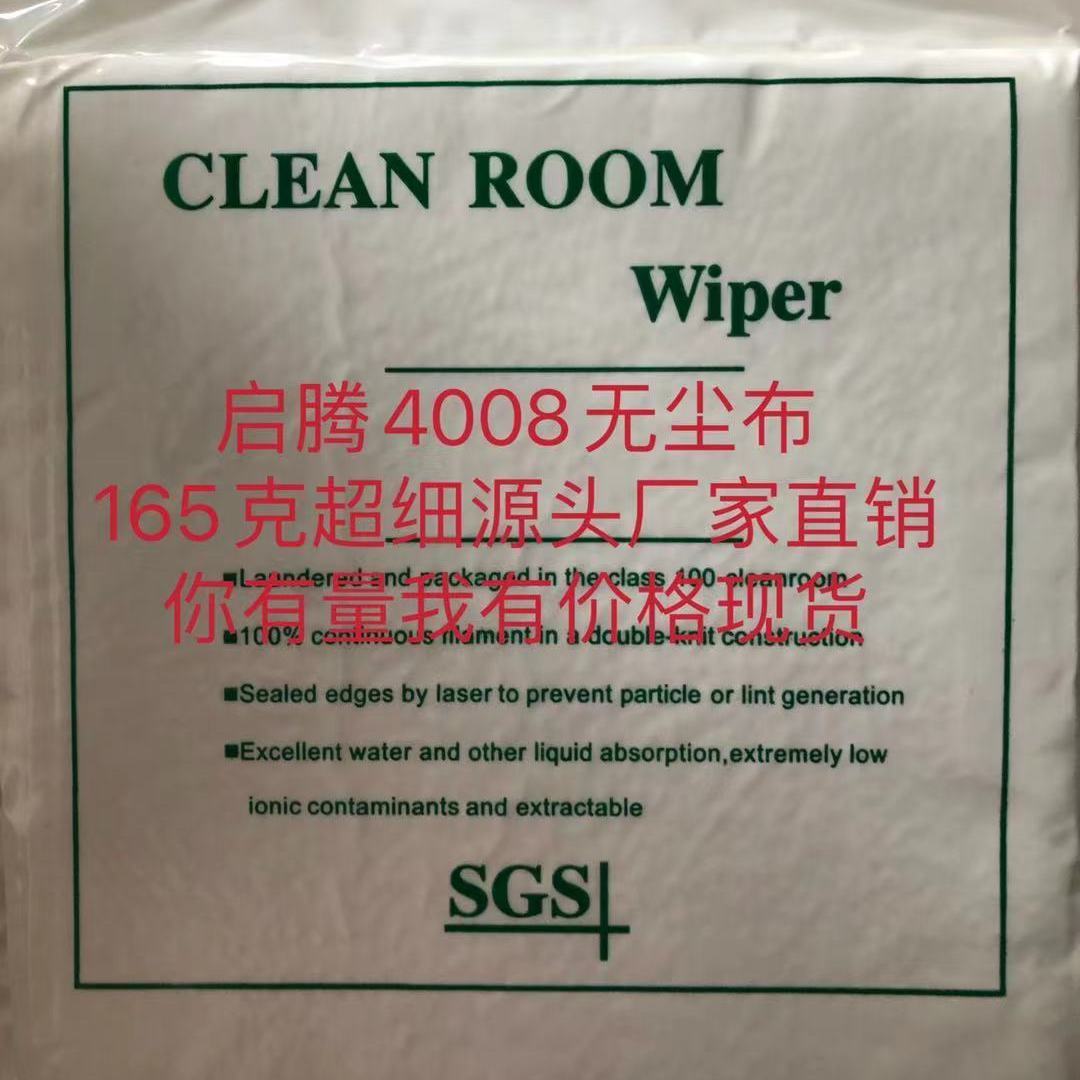 CLEAN ROOM
Wiper
启腾4008无尘布
165克超细源头厂家直销
■Laundered and packaged in the class 100 cleanroom
你有量我有价格现货
■100% continuous filament in a double-knit construction
■Sealed edges by laser to prevent particle or lint generation
■Excellent water and other liquid absorption,extremely low
ionic contaminants and extractable
SGS